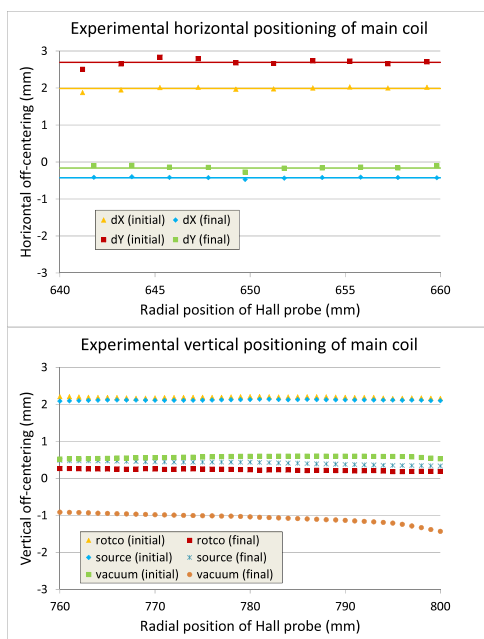 Experimental horizontal positioning of main coil
Horizontal off-centering (mm)
3
2
1
0
-1
-2
-3
dX (initial) dX (final)
dY (initial) dY (final)
640 645 650 655 660
Radial position of Hall probe (mm)
Experimental vertical positioning of main coil
Vertical off-centering (mm)
3
2
1
0
-1
-2
-3
rotco (initial) rotco (final)
source (initial) source (final)
vacuum (initial) vacuum (final)
760 770 780 790 800
Radial position of Hall probe (mm)